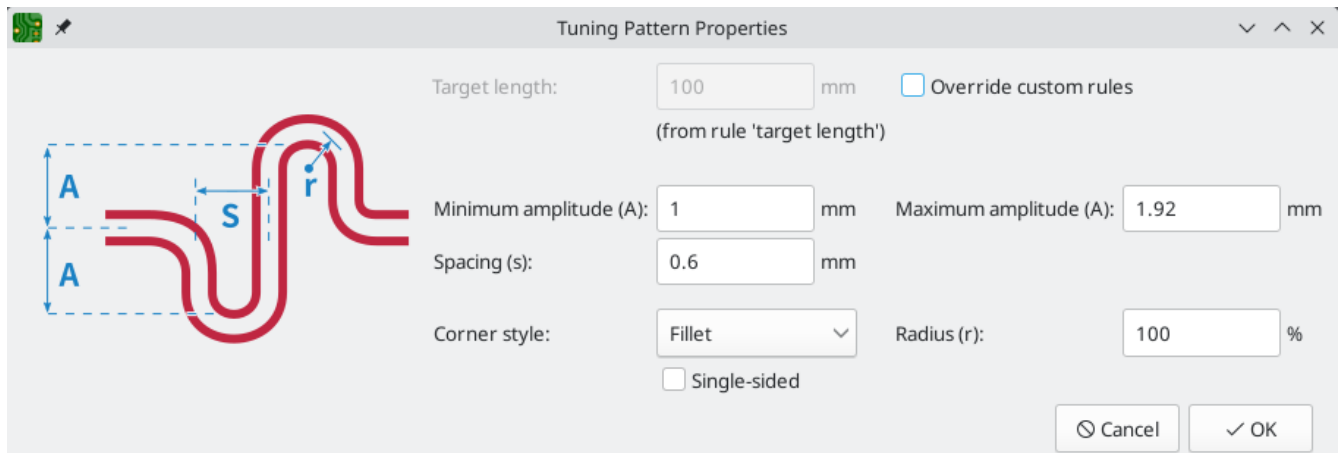 Tuning Pattern Properties
Target length: 100 mm Override custom rules
(from rule 'target length')
A
r
S
A
Minimum amplitude (A): 1 mm Maximum amplitude (A): 1.92 mm
Spacing (s): 0.6 mm
Corner style: Fillet Radius (r): 100 %
Single-sided
Cancel OK